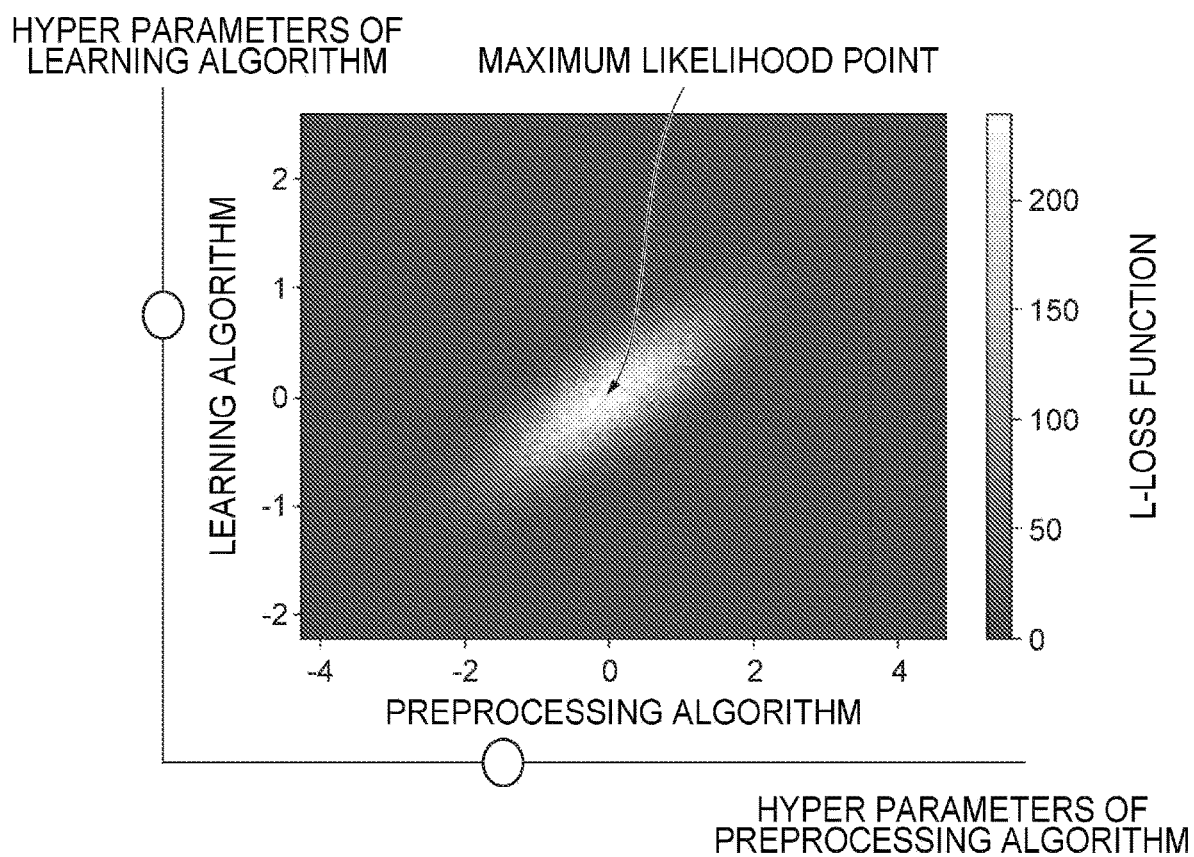 HYPER PARAMETERS OF
LEARNING ALGORITHM
MAXIMUM LIKELIHOOD POINT
LEARNING ALGORITHM
2
1
0
-1
-2
-4
-2
0
2
4
PREPROCESSING ALGORITHM
200
150
100
50
0
L-LOSS FUNCTION
HYPER PARAMETERS OF
PREPROCESSING ALGORITHM